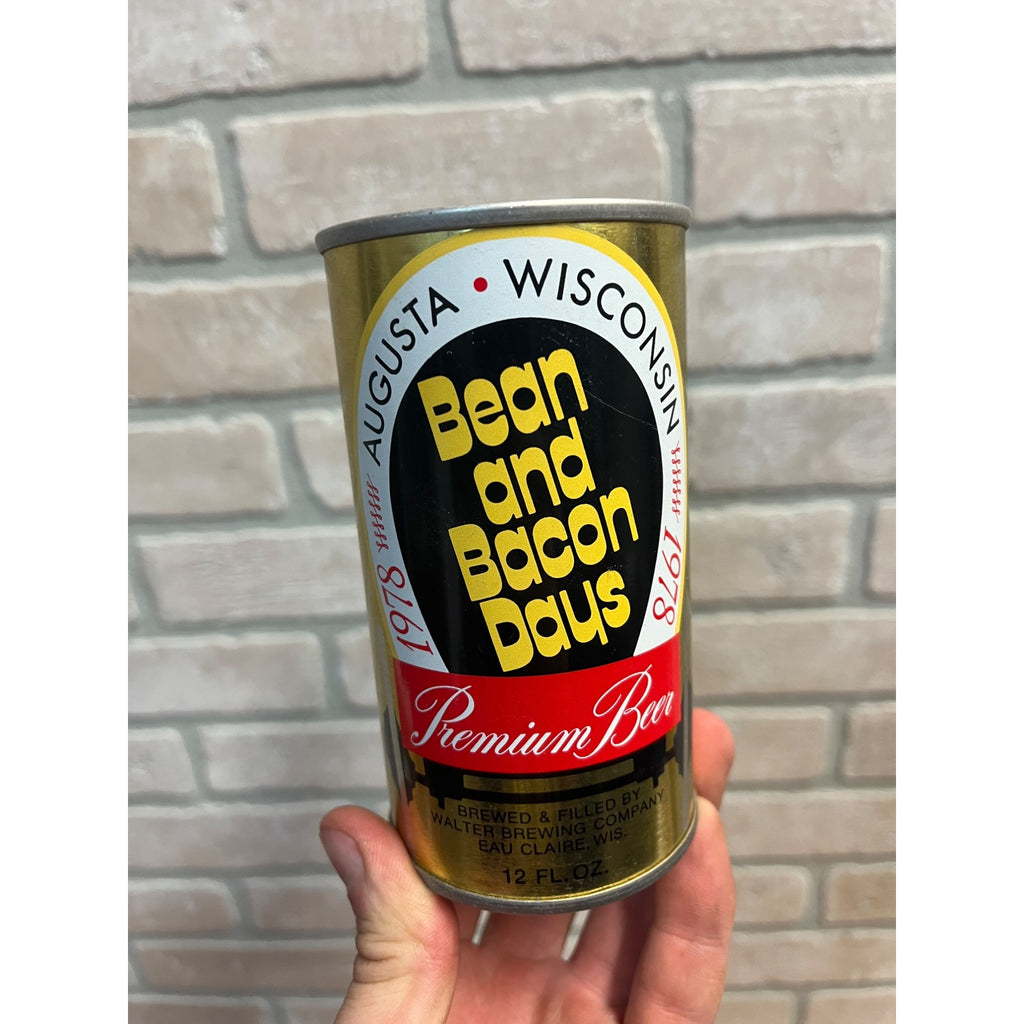 AUGUSTA • WISCONSIN
1978
1978
Bean
and
Bacon
Days
Premium Beer
BREWED & FILLED BY
WALTER BREWING COMPANY
EAU CLAIRE, WIS.
12 FL. OZ.